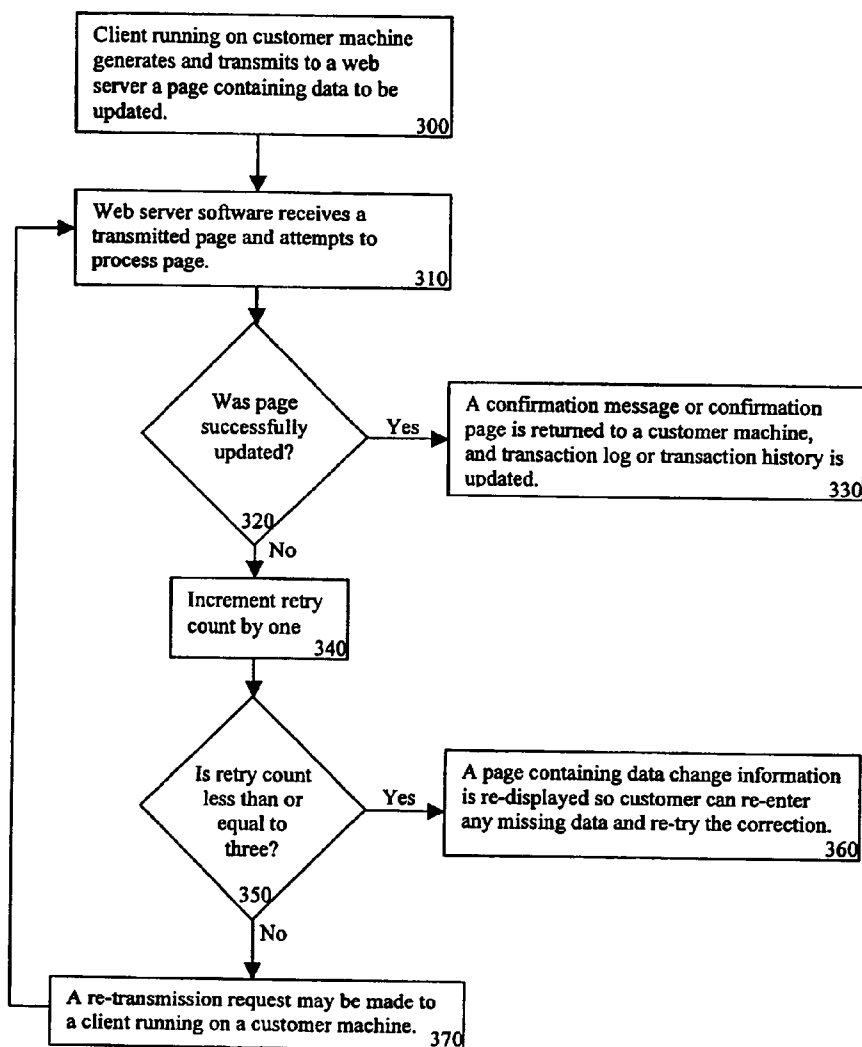 Client running on customer machine
generates and transmits to a web
server a page containing data to be
updated.
300
Web server software receives a
transmitted page and attempts to
process page.
310
Was page
successfully
updated?
320
Yes
A confirmation message or confirmation
page is returned to a customer machine,
and transaction log or transaction history is
updated.
330
No
Increment retry
count by one
340
Is retry count
less than or
equal to
three?
350
Yes
A page containing data change information
is re-displayed so customer can re-enter
any missing data and re-try the correction.
360
No
A re-transmission request may be made to
a client running on a customer machine.
370